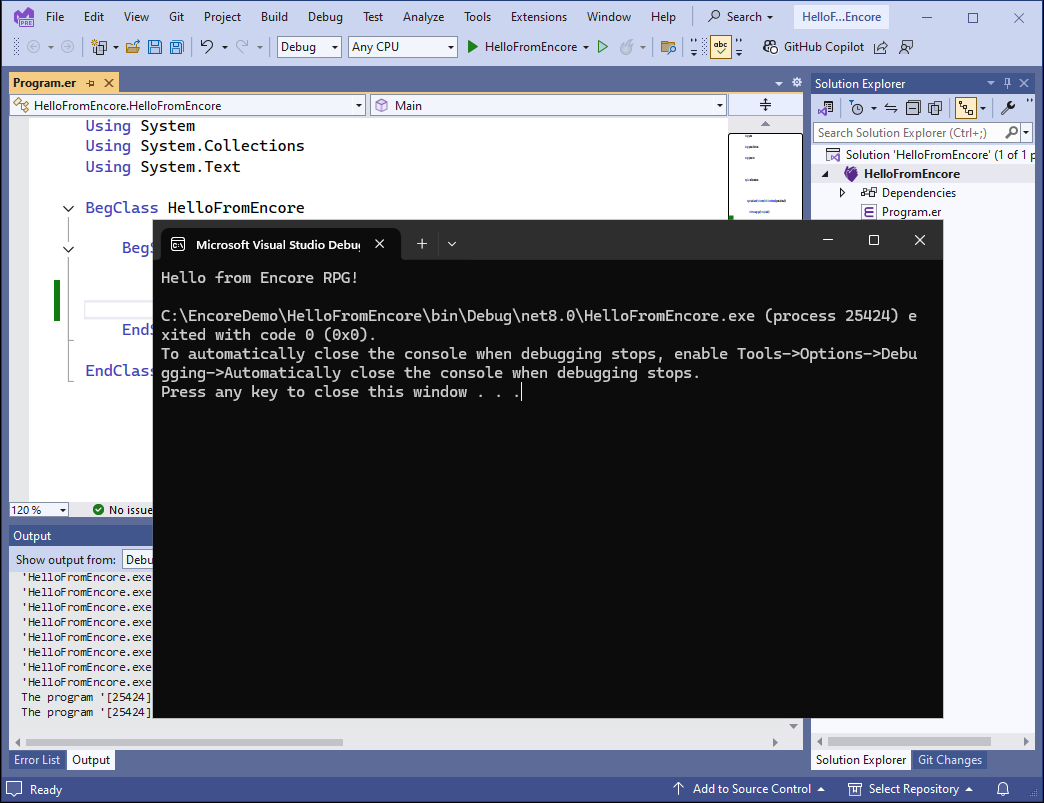 File Edit View Git Project Build Debug Test Analyze Tools Extensions Window Help Search HelloF...Encore
PRE
Debug Any CPU HelloFromEncore abc GitHub Copilot
Program.er
HelloFromEncore.HelloFromEncore Main
Using System
Using System.Collections
Using System.Text
BegClass HelloFromEncore
BegS
EndS
EndClass
120 % No issue
Solution Explorer
Search Solution Explorer (Ctrl+;)
Solution 'HelloFromEncore' (1 of 1 p
HelloFromEncore
Dependencies
Program.er
Microsoft Visual Studio Debug
Hello from Encore RPG!
C:\EncoreDemo\HelloFromEncore\bin\Debug\net8.0\HelloFromEncore.exe (process 25424) e
xited with code 0 (0x0).
To automatically close the console when debugging stops, enable Tools->Options->Debu
gging->Automatically close the console when debugging stops.
Press any key to close this window . . .
Output
Show output from: Debu
'HelloFromEncore.exe
'HelloFromEncore.exe
'HelloFromEncore.exe
'HelloFromEncore.exe
'HelloFromEncore.exe
'HelloFromEncore.exe
'HelloFromEncore.exe
'HelloFromEncore.exe
The program '[25424]
The program '[25424]
Error List Output
Solution Explorer Git Changes
Ready Add to Source Control Select Repository